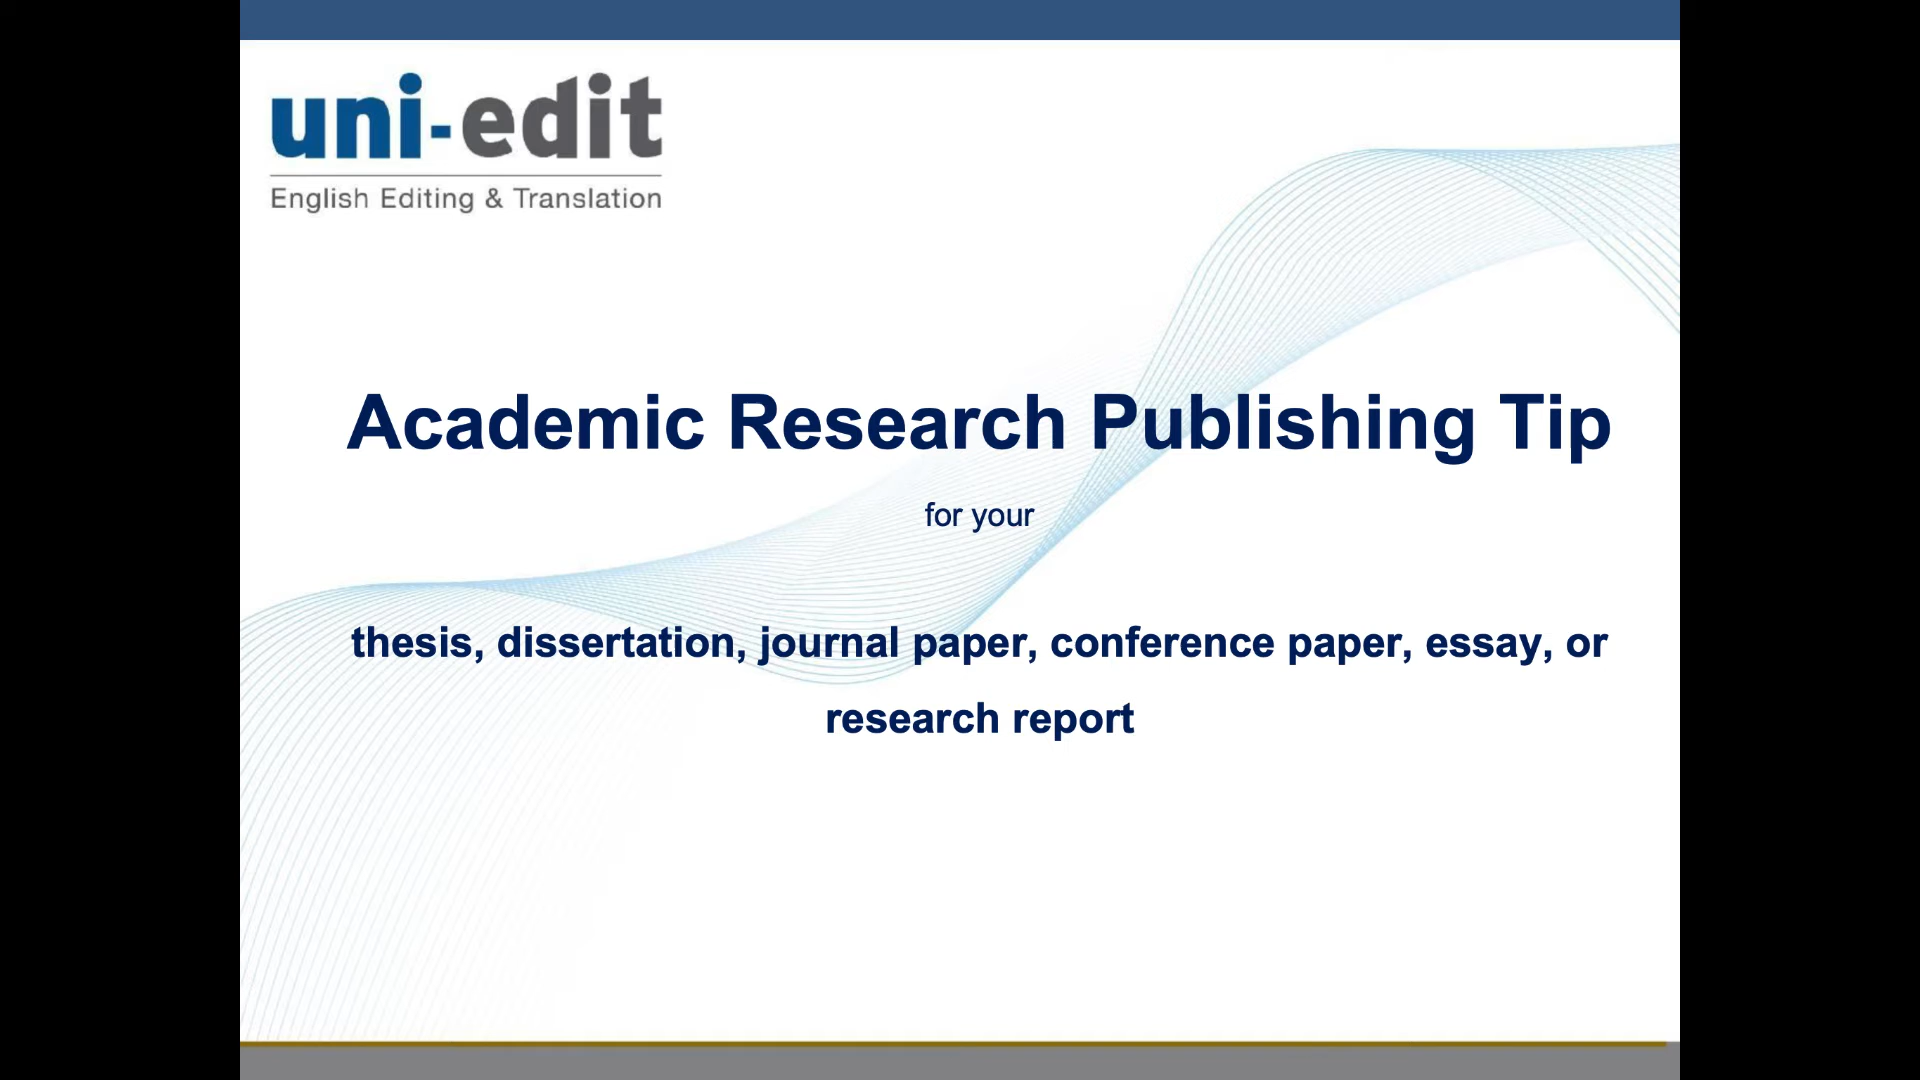 uni-edit
English Editing & Translation
Academic Research Publishing Tip
for your
thesis, dissertation, journal paper, conference paper, essay, or
research report